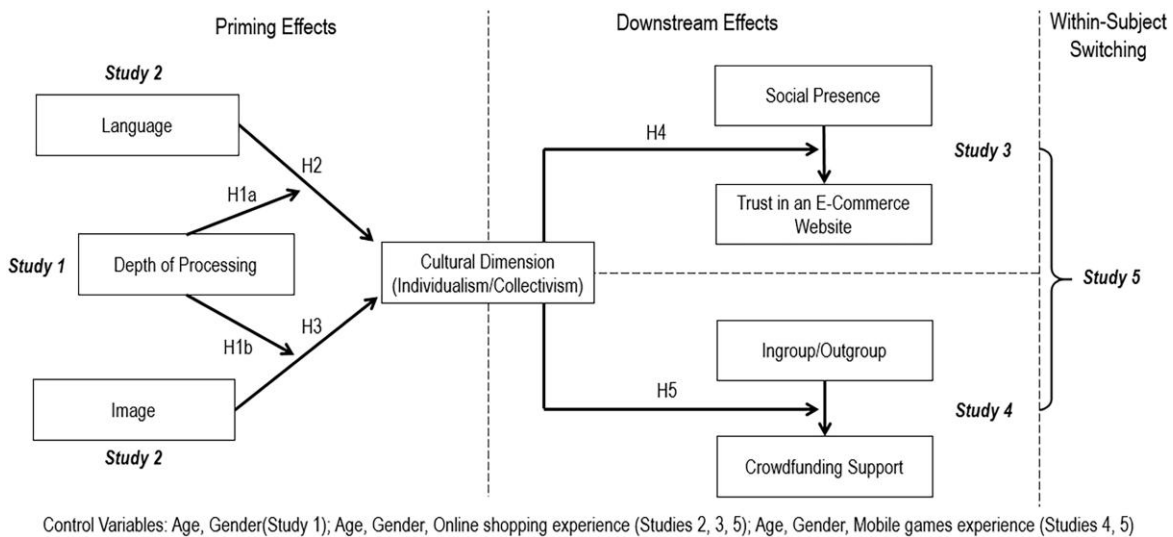 Priming Effects
Downstream Effects
Within-Subject
Switching
Study 2
Language
H2
H1a
Study 1
Depth of Processing
H1b
H3
Image
Study 2
Cultural Dimension
(Individualism/Collectivism)
H4
Social Presence
Study 3
Trust in an E-Commerce
Website
H5
Ingroup/Outgroup
Study 4
Crowdfunding Support
Study 5
Control Variables: Age, Gender(Study 1); Age, Gender, Online shopping experience (Studies 2, 3, 5); Age, Gender, Mobile games experience (Studies 4, 5)